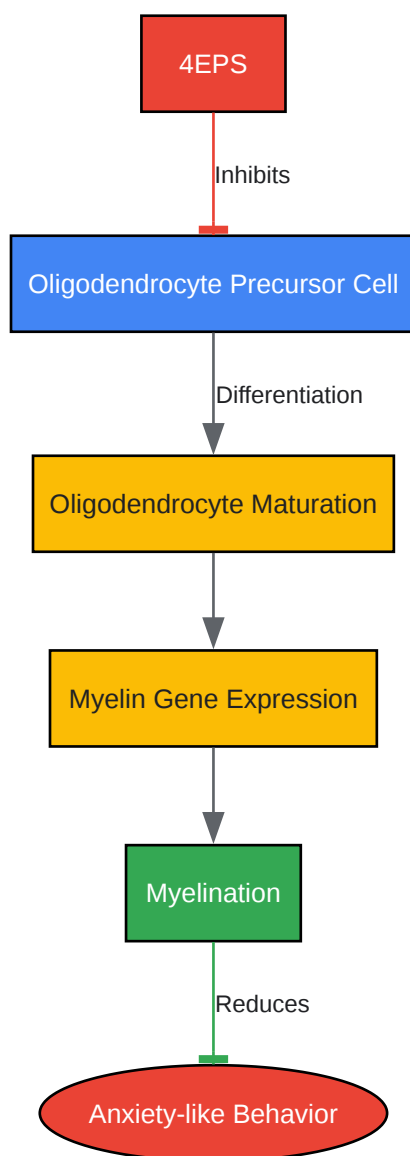 4EPS
Inhibits
Oligodendrocyte Precursor Cell
Differentiation
Oligodendrocyte Maturation
Myelin Gene Expression
Myelination
Reduces
Anxiety-like Behavior